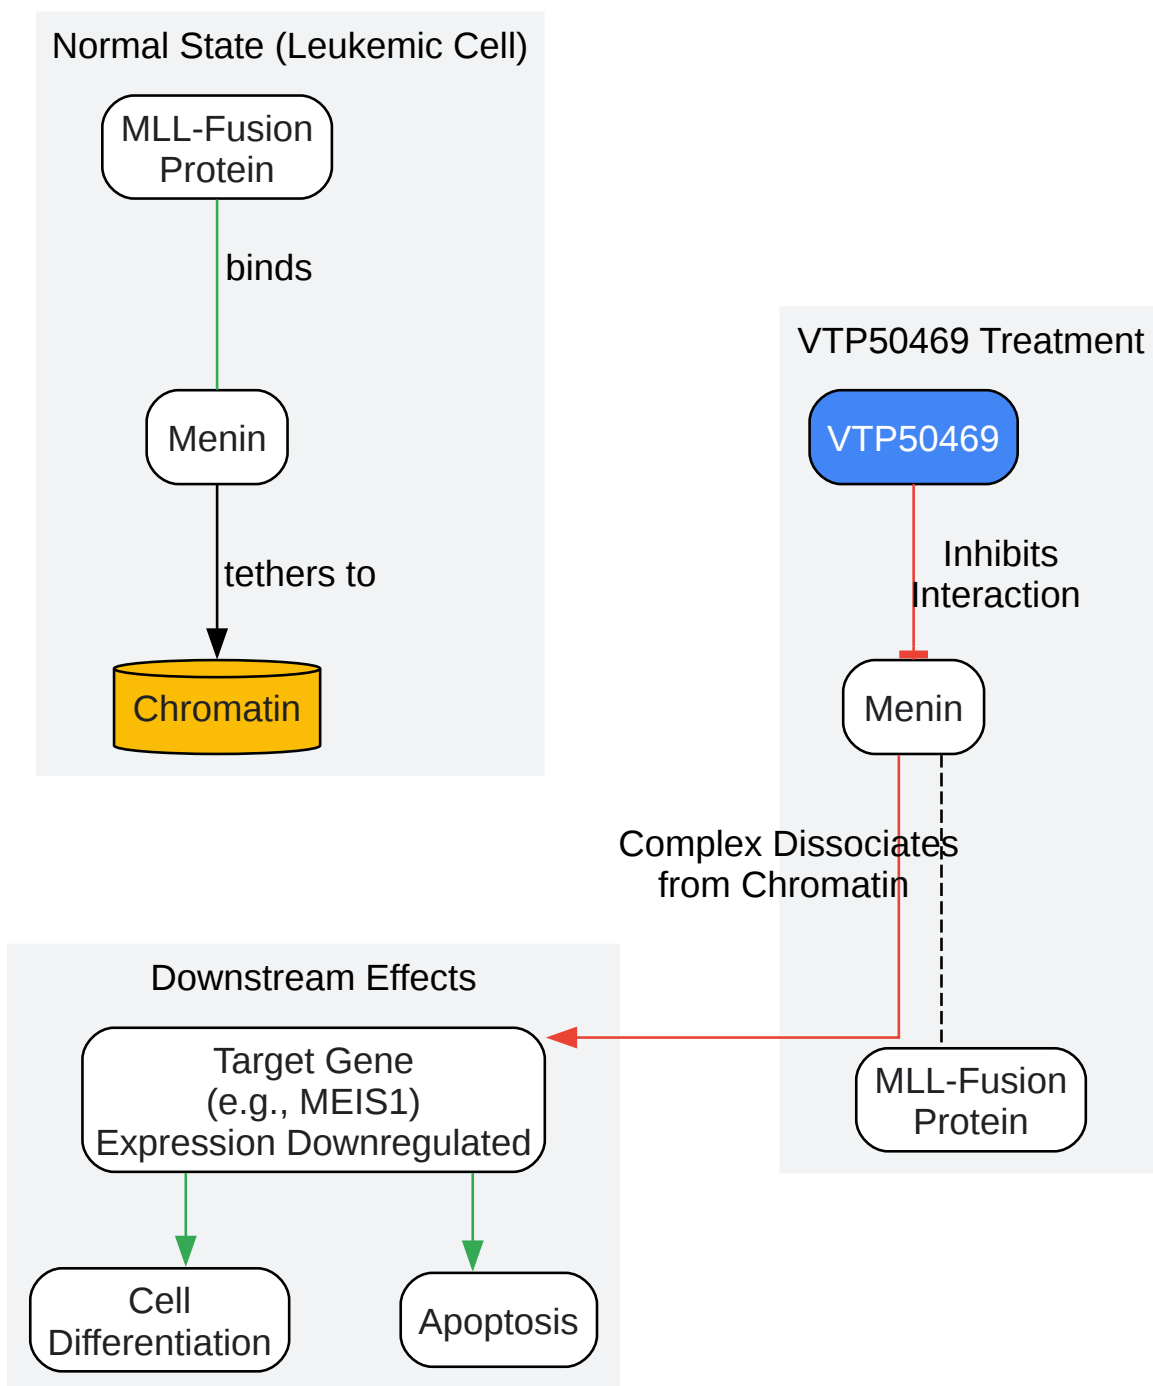 Normal State (Leukemic Cell)
MLL-Fusion
Protein
binds
Menin
tethers to
Chromatin
VTP50469 Treatment
VTP50469
Inhibits
Interaction
Menin
Complex Dissociates
from Chromatin
MLL-Fusion
Protein
Downstream Effects
Target Gene
(e.g., MEIS1)
Expression Downregulated
Cell
Differentiation
Apoptosis